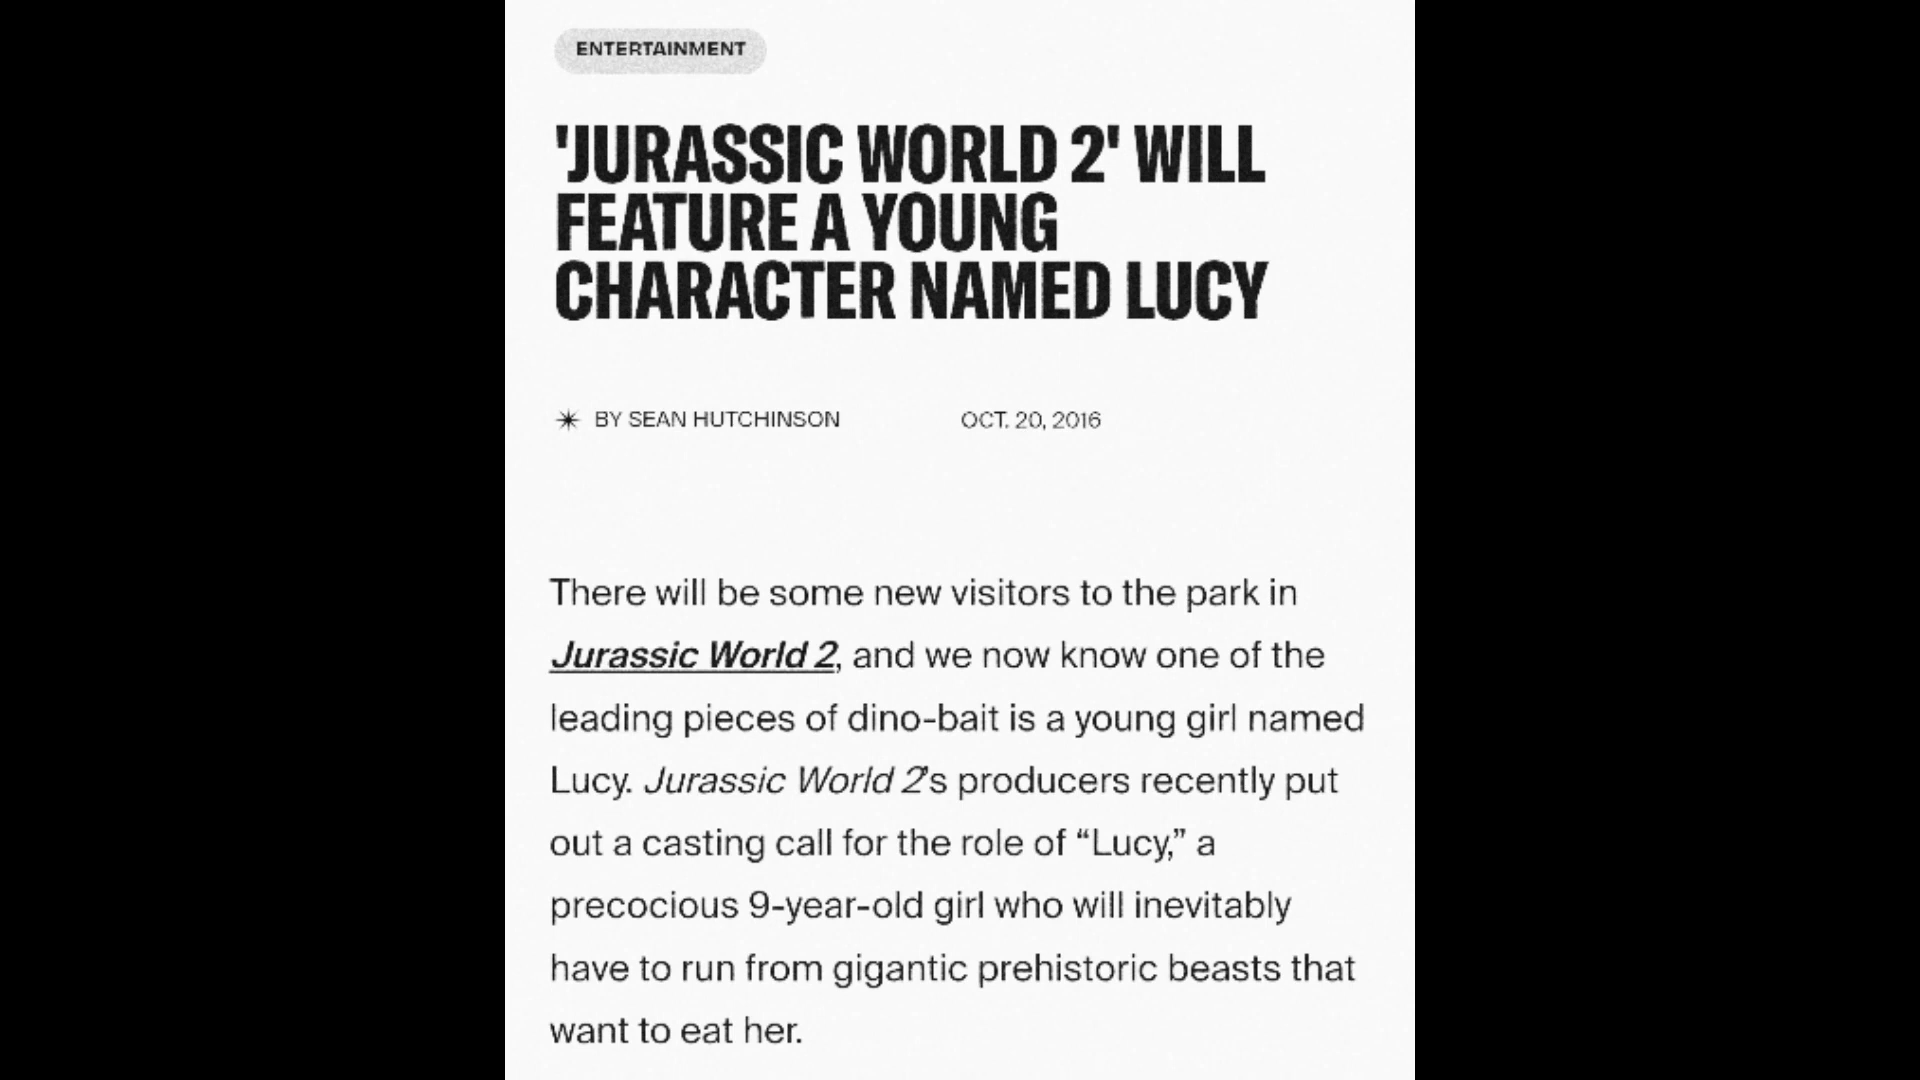 ENTERTAINMENT
'JURASSIC WORLD 2' WILL
FEATURE A YOUNG
CHARACTER NAMED LUCY
BY SEAN HUTCHINSON
OCT. 20, 2016
There will be some new visitors to the park in
Jurassic World 2, and we now know one of the
leading pieces of dino-bait is a young girl named
Lucy. Jurassic World 2's producers recently put
out a casting call for the role of “Lucy,” a
precocious 9-year-old girl who will inevitably
have to run from gigantic prehistoric beasts that
want to eat her.